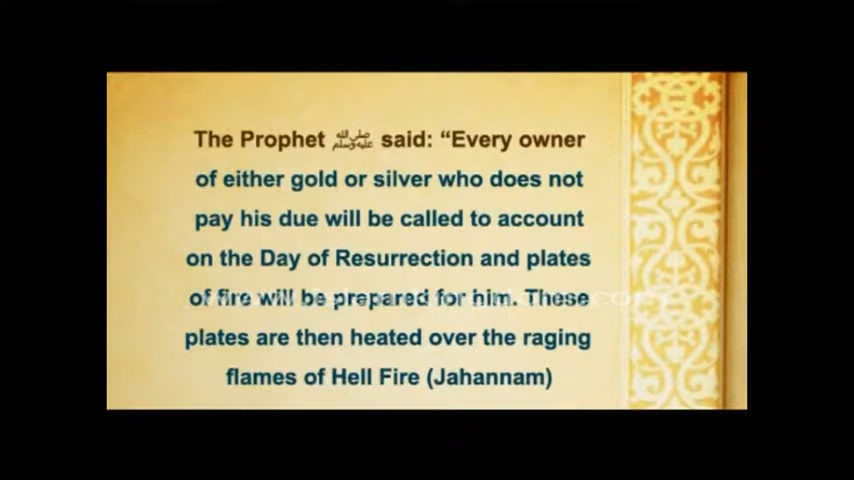 The Prophet ﷺ said: “Every owner
of either gold or silver who does not
pay his due will be called to account
on the Day of Resurrection and plates
of fire will be prepared for him. These
plates are then heated over the raging
flames of Hell Fire (Jahannam)